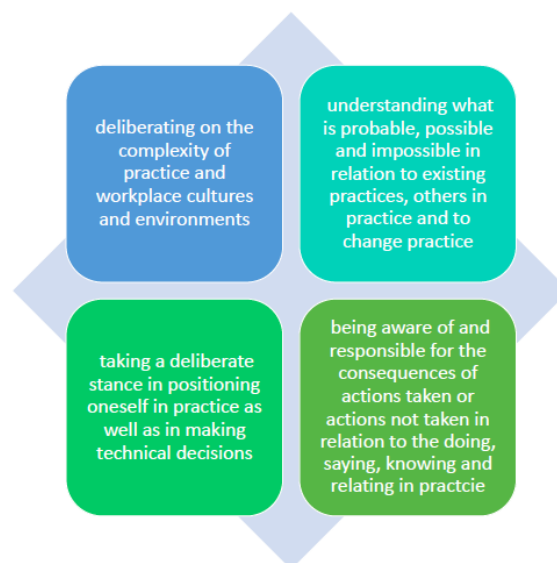 deliberating on the
complexity of
practice and
workplace cultures
and environments
understanding what
is probable, possible
and impossible in
relation to existing
practices, others in
practice and to
change practice
taking a deliberate
stance in positioning
oneself in practice as
well as in making
technical decisions
being aware of and
responsible for the
consequences of
actions taken or
actions not taken in
relation to the doing,
saying, knowing and
relating in practcie